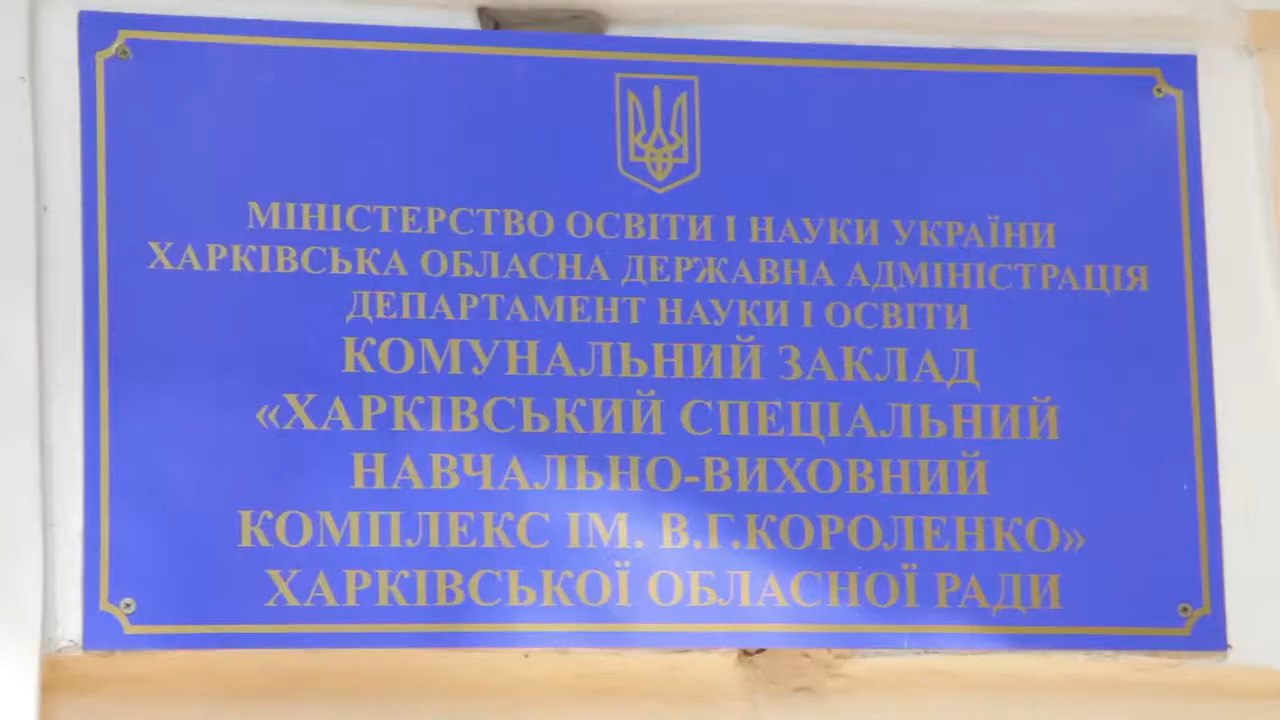 МІНІСТЕРСТВО ОСВІТИ І НАУКИ УКРАЇНИ
ХАРКІВСЬКА ОБЛАСНА ДЕРЖАВНА АДМІНІСТРАЦІЯ
ДЕПАРТАМЕНТ НАУКИ І ОСВІТИ
КОМУНАЛЬНИЙ ЗАКЛАД
«ХАРКІВСЬКИЙ СПЕЦІАЛЬНИЙ
НАВЧАЛЬНО-ВИХОВНИЙ
КОМПЛЕКС ІМ. В.Г.КОРОЛЕНКО»
ХАРКІВСЬКОЇ ОБЛАСНОЇ РАДИ